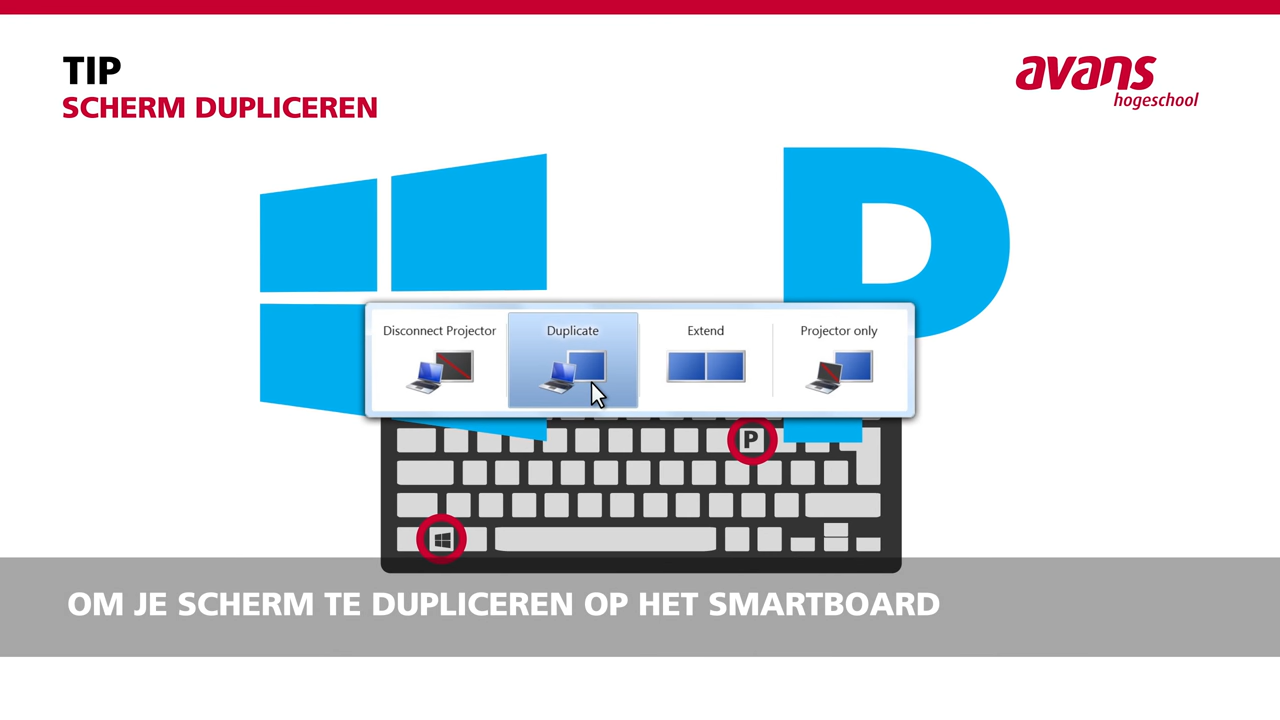 TIP
SCHERM DUPLICEREN
avans
hogeschool
P
Disconnect Projector
Duplicate
Extend
Projector only
P
OM JE SCHERM TE DUPLICEREN OP HET SMARTBOARD